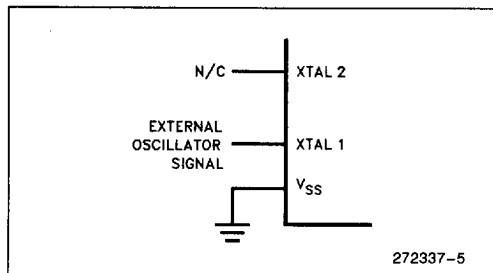 N/C XTAL 2
EXTERNAL
OSCILLATOR XTAL 1
SIGNAL
VSS
272337-5